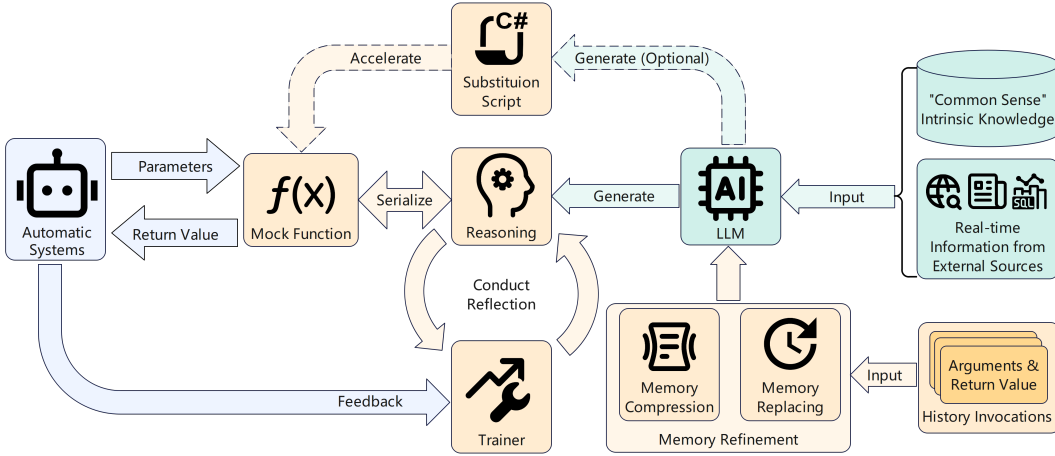 C#
Substituion
Script
Accelerate
Generate (Optional)
"Common Sense"
Intrinsic Knowledge
Automatic
Systems
Parameters
Return Value
f(x)
Mock Function
Serialize
Reasoning
Generate
AI
LLM
Input
SQL
Real-time
Information from
External Sources
Conduct
Reflection
Feedback
Trainer
Memory
Compression
Memory
Replacing
Memory Refinement
Input
Arguments &
Return Value
History Invocations